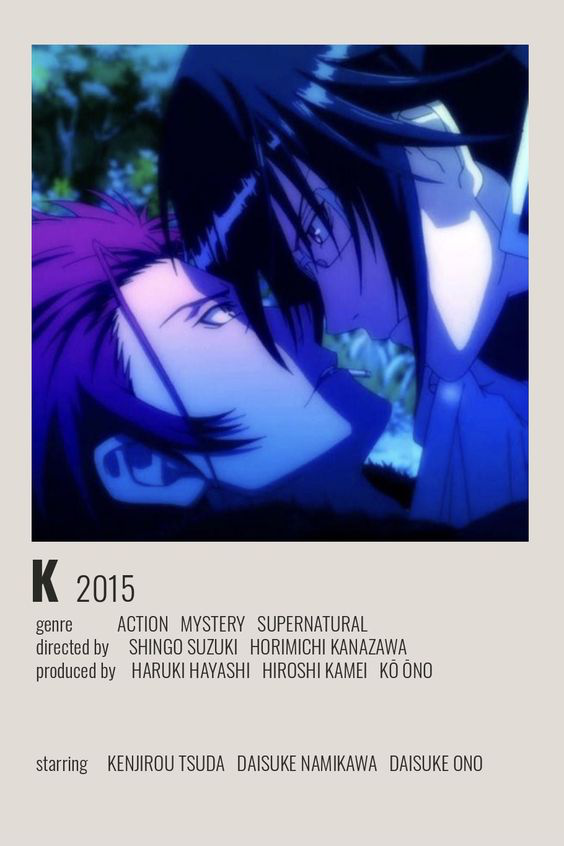 K 2015
genre ACTION MYSTERY SUPERNATURAL
directed by SHINGO SUZUKI HORIMICHI KANAZAWA
produced by HARUKI HAYASHI HIROSHI KAMEI KŌ ŌNO
starring KENJIROU TSUDA DAISUKE NAMIKAWA DAISUKE ONO